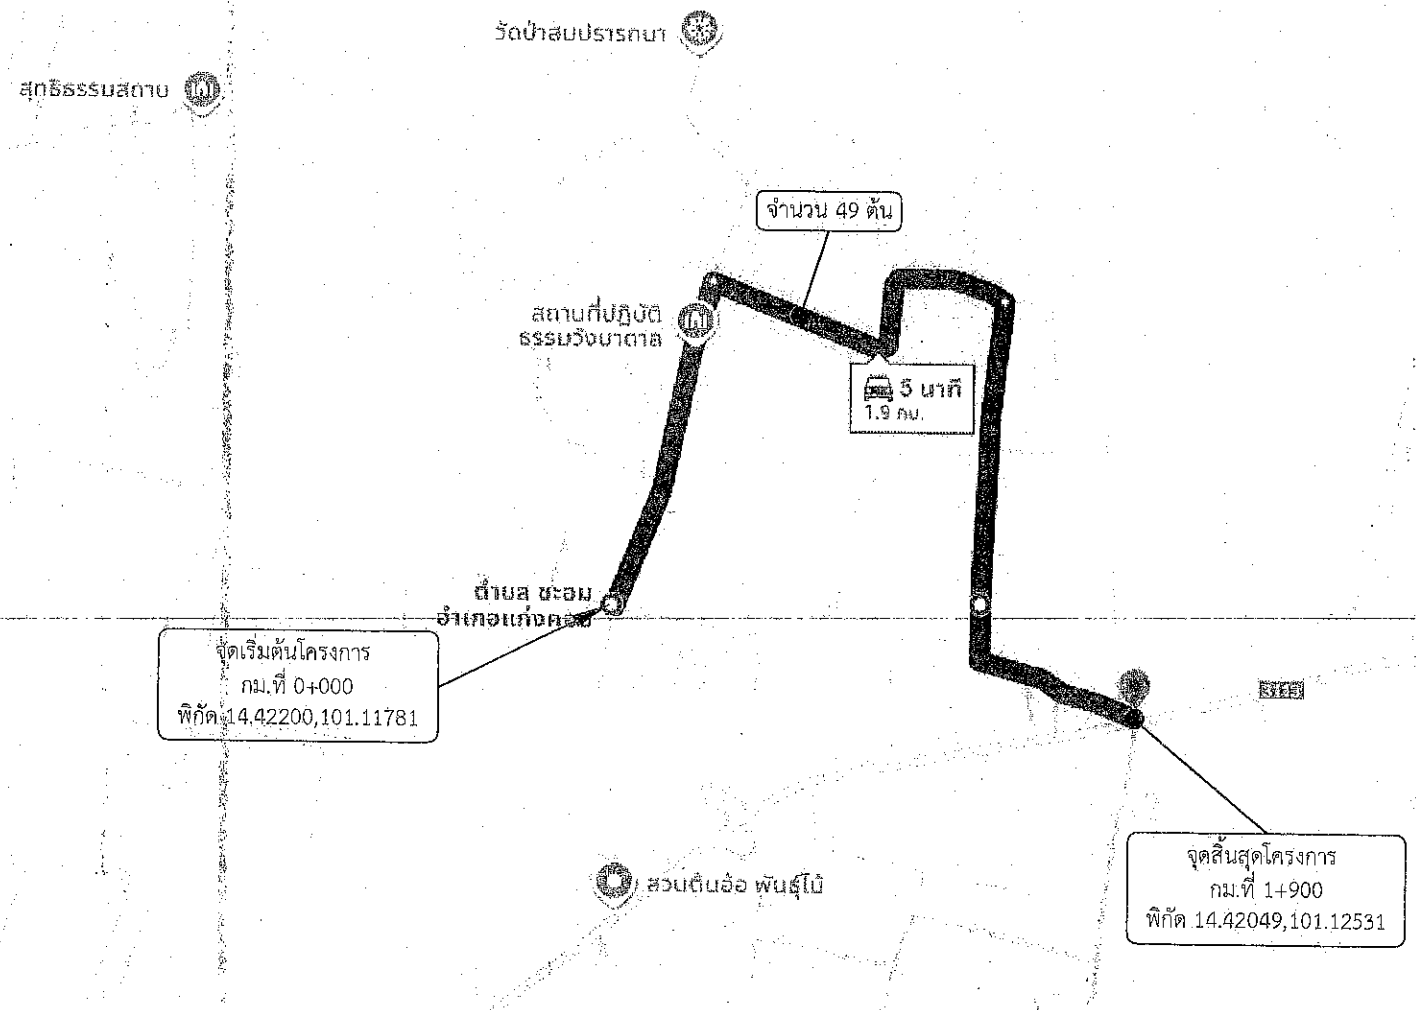 วัดป่าสมปรารถนา
สุทธิธรรมสถาน
จำนวน 49 ต้น
สถานที่ปฏิบัติ
ธรรมวังนาตาล
5 นาที
1.9 กม.
ตำบล ชะอม
อำเภอแก่งคอย
จุดเริ่มต้นโครงการ
กม.ที่ 0+000
พิกัด 14.42200,101.11781
จุดสิ้นสุดโครงการ
กม.ที่ 1+900
พิกัด 14.42049,101.12531
สวนต้นอ้อ พันธุ์ไม้